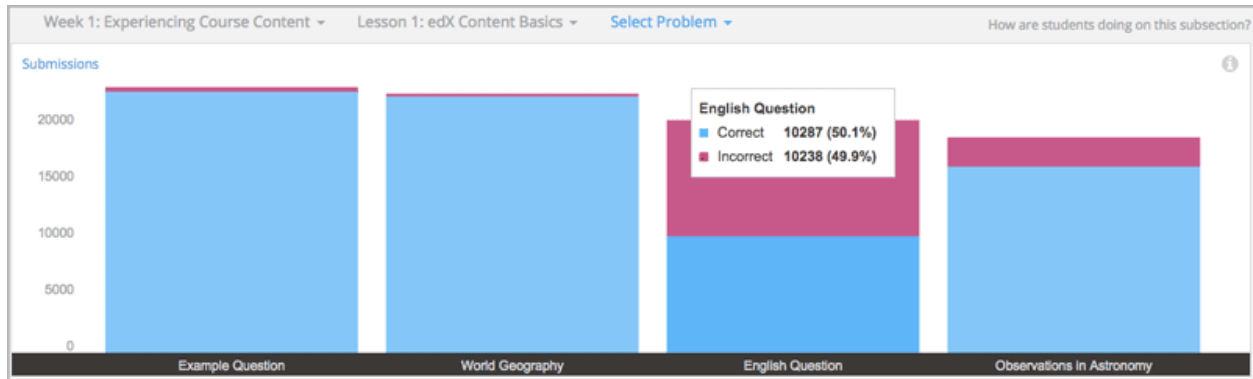 Week 1: Experiencing Course Content Lesson 1: edX Content Basics Select Problem How are students doing on this subsection?
Submissions
20000
15000
10000
5000
0
English Question
Correct 10287 (50.1%)
Incorrect 10238 (49.9%)
Example Question World Geography English Question Observations in Astronomy